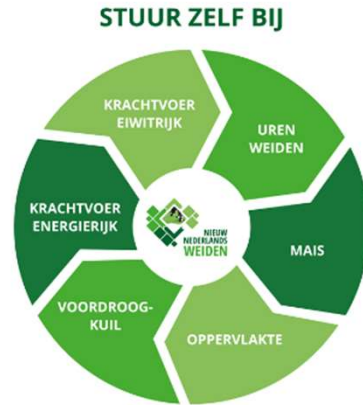 STUUR ZELF BIJ
KRACHTVOER
EIWITRIJK
UREN
WEIDEN
KRACHTVOER
ENERGIERIJK
NIEUW
NEDERLANDS
WEIDEN
MAIS
VOORDROOG-
KUIL
OPPERVLAKTE